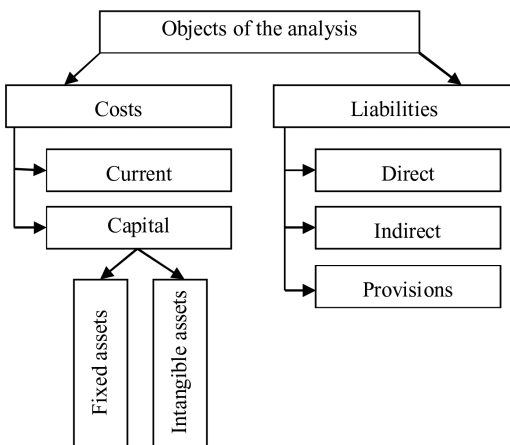 Objects of the analysis
Costs
Liabilities
Current
Direct
Capital
Indirect
Provisions
Fixed assets
Intangible assets